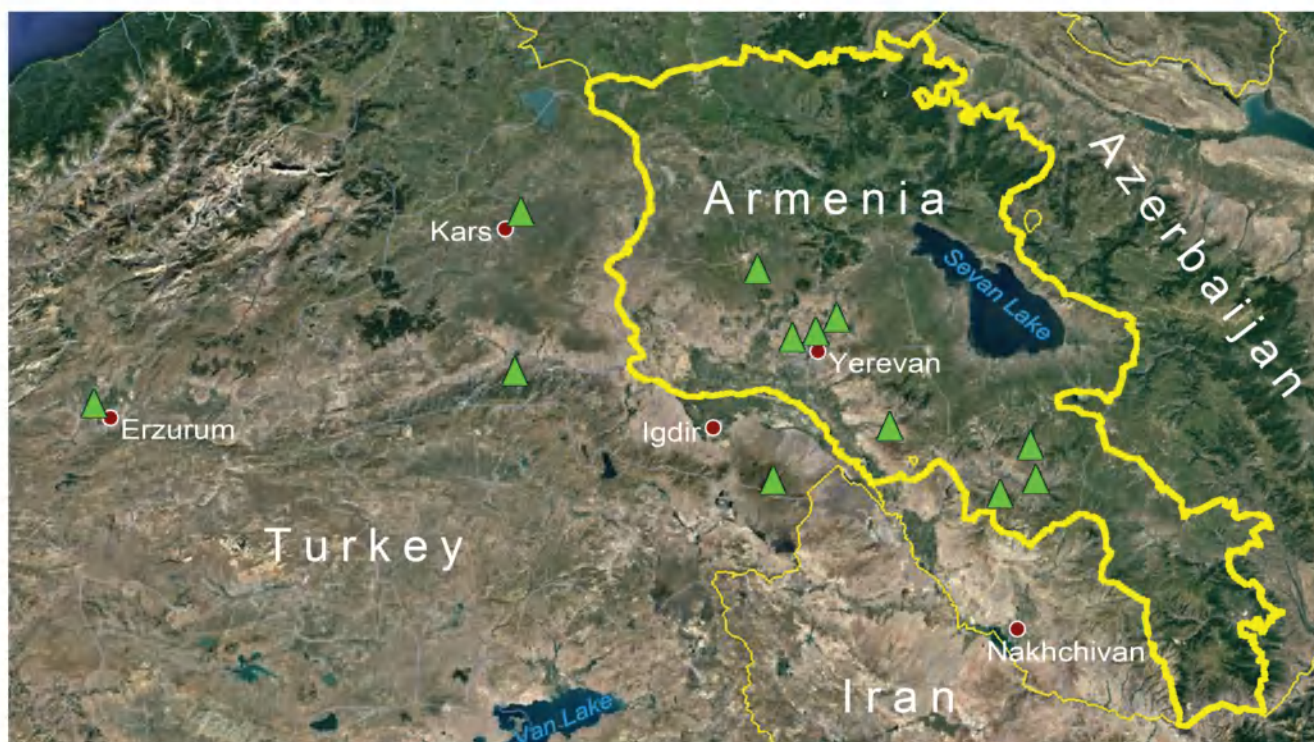 Armenia
Azerbaijan
Kars
Sevan Lake
Yerevan
Erzurum
Igdir
Turkey
Nakhchivan
Iran
Van Lake